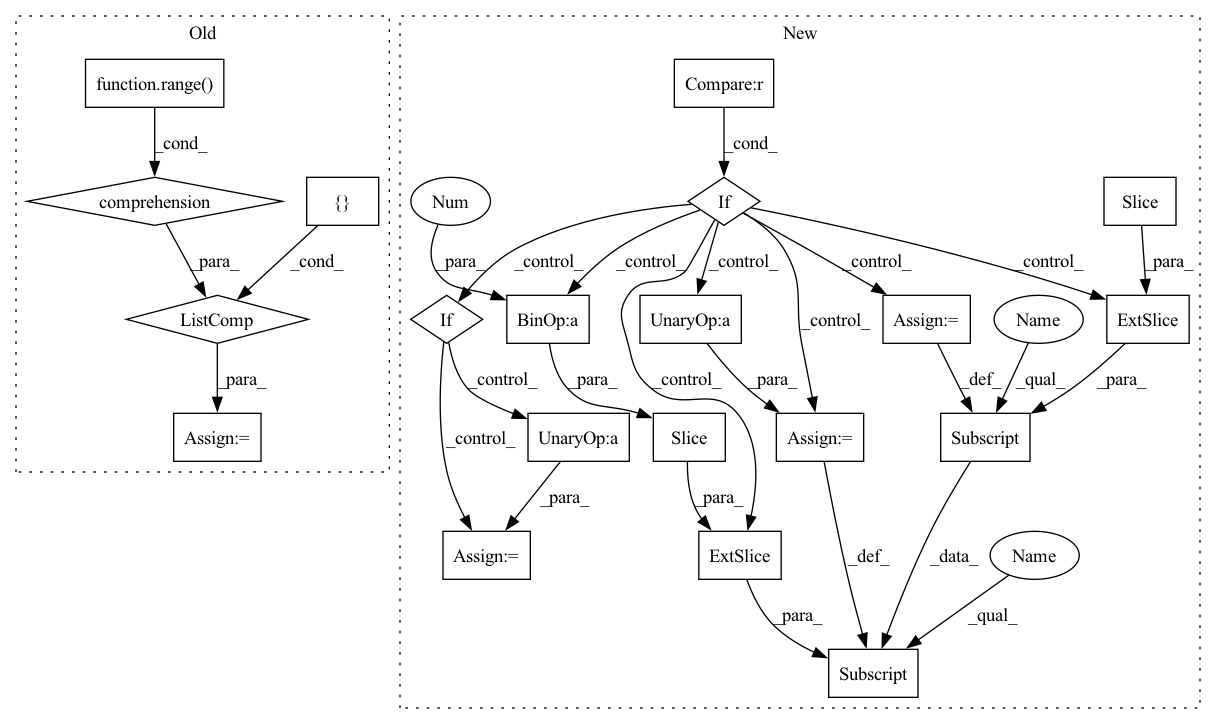 Old
New
function.range()
Compare:r
_cond_
_cond_
comprehension
{}
Num
If
Slice
_para_
_cond_
_para_
_control_
_control_
_control_
_control_
_control_
_para_
ListComp
If
BinOp:a
UnaryOp:a
_control_
Assign:=
Name
ExtSlice
_para_
_control_
_para_
_control_
_para_
_def_
_qual_
_para_
Assign:=
_control_
UnaryOp:a
Slice
Assign:=
Subscript
_para_
_para_
Assign:=
ExtSlice
_def_
_data_
Name
_para_
_qual_
Subscript